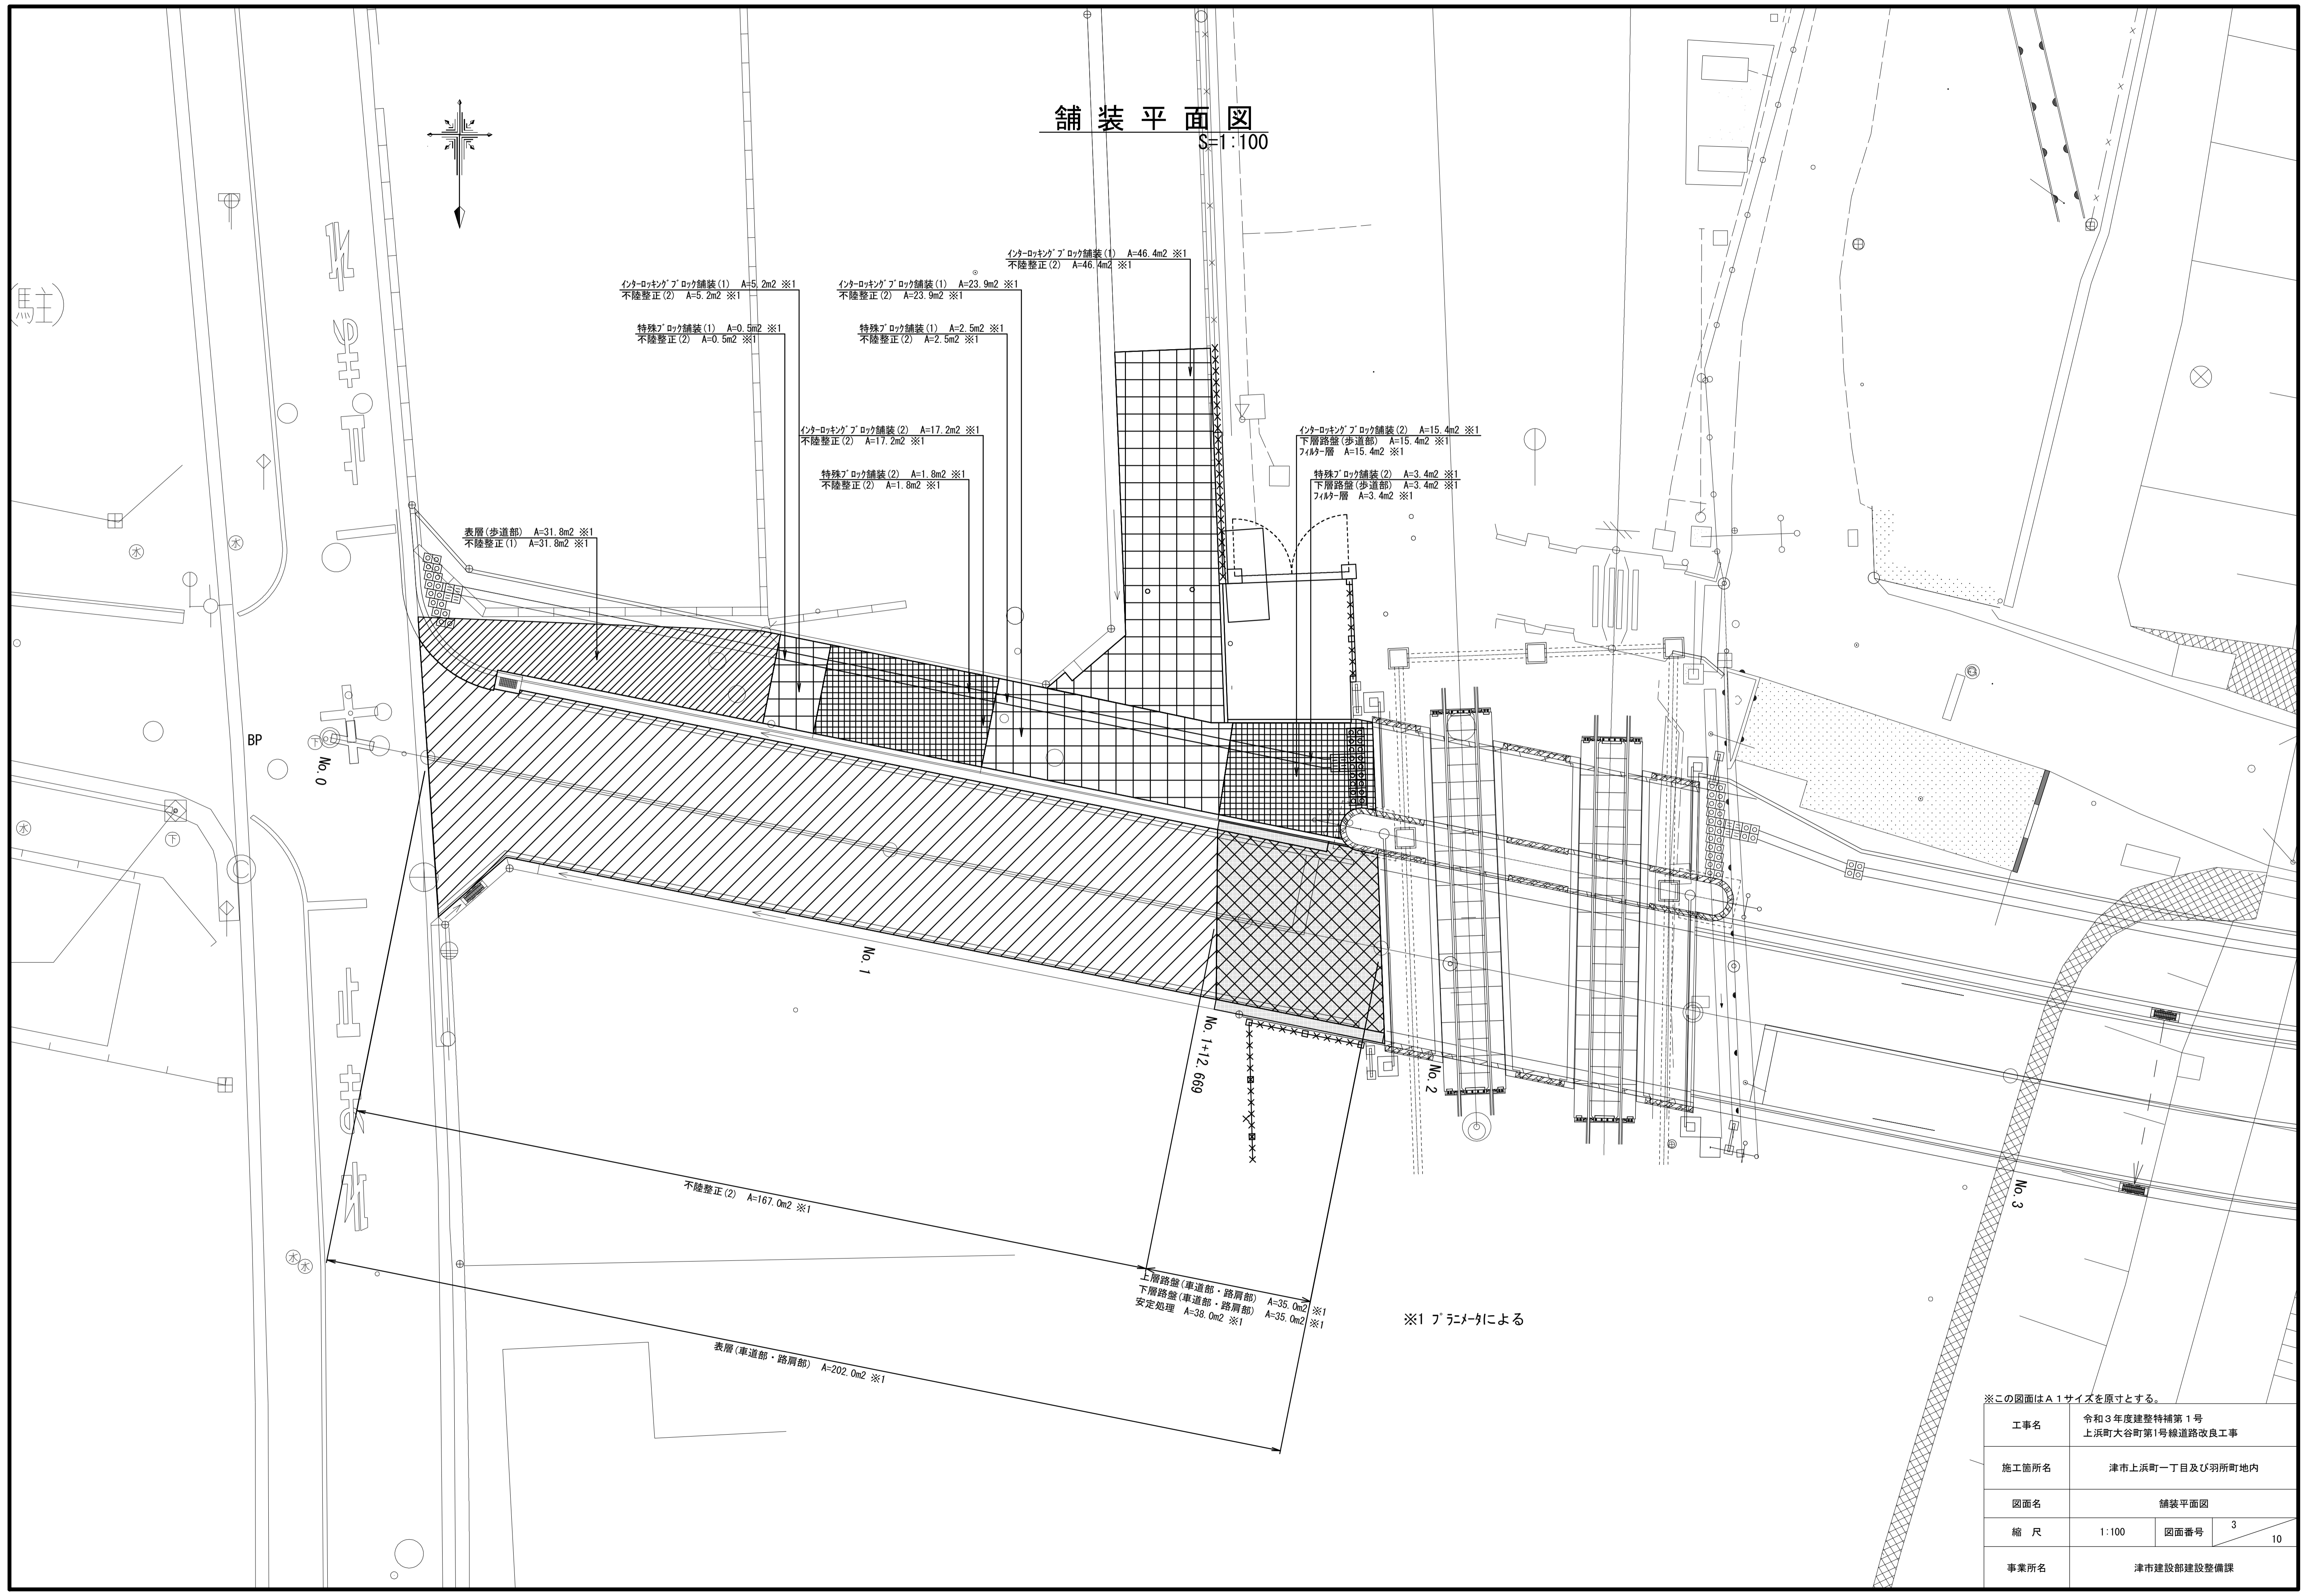 舗装平面図
S=1:100
(駐)
インターロッキングブロック舗装(1) A=46.4m2 ※1
不陸整正(2) A=46.4m2 ※1
インターロッキングブロック舗装(1) A=5.2m2 ※1
不陸整正(2) A=5.2m2 ※1
インターロッキングブロック舗装(1) A=23.9m2 ※1
不陸整正(2) A=23.9m2 ※1
特殊ブロック舗装(1) A=0.5m2 ※1
不陸整正(2) A=0.5m2 ※1
特殊ブロック舗装(1) A=2.5m2 ※1
不陸整正(2) A=2.5m2 ※1
インターロッキングブロック舗装(2) A=17.2m2 ※1
不陸整正(2) A=17.2m2 ※1
インターロッキングブロック舗装(2) A=15.4m2 ※1
下層路盤(歩道部) A=15.4m2 ※1
フィルター層 A=15.4m2 ※1
特殊ブロック舗装(2) A=1.8m2 ※1
不陸整正(2) A=1.8m2 ※1
特殊ブロック舗装(2) A=3.4m2 ※1
下層路盤(歩道部) A=3.4m2 ※1
フィルター層 A=3.4m2 ※1
表層(歩道部) A=31.8m2 ※1
不陸整正(1) A=31.8m2 ※1
水
水
BP
下
No.0
水
下
No.1
No.1+12.669
No.2
No.3
止まれ
止まれ
不陸整正(2) A=167.0m2 ※1
水
水
上層路盤(車道部・路肩部) A=35.0m2 ※1
下層路盤(車道部・路肩部) A=35.0m2 ※1
安定処理 A=38.0m2 ※1
表層(車道部・路肩部) A=202.0m2 ※1
※1 プラニメータによる
※この図面はA1サイズを原寸とする。
工事名 令和3年度建整特補第1号
上浜町大谷町第1号線道路改良工事
施工箇所名 津市上浜町一丁目及び羽所町地内
図面名 舗装平面図
縮尺 1:100 図面番号 3 10
事業所名 津市建設部建設整備課